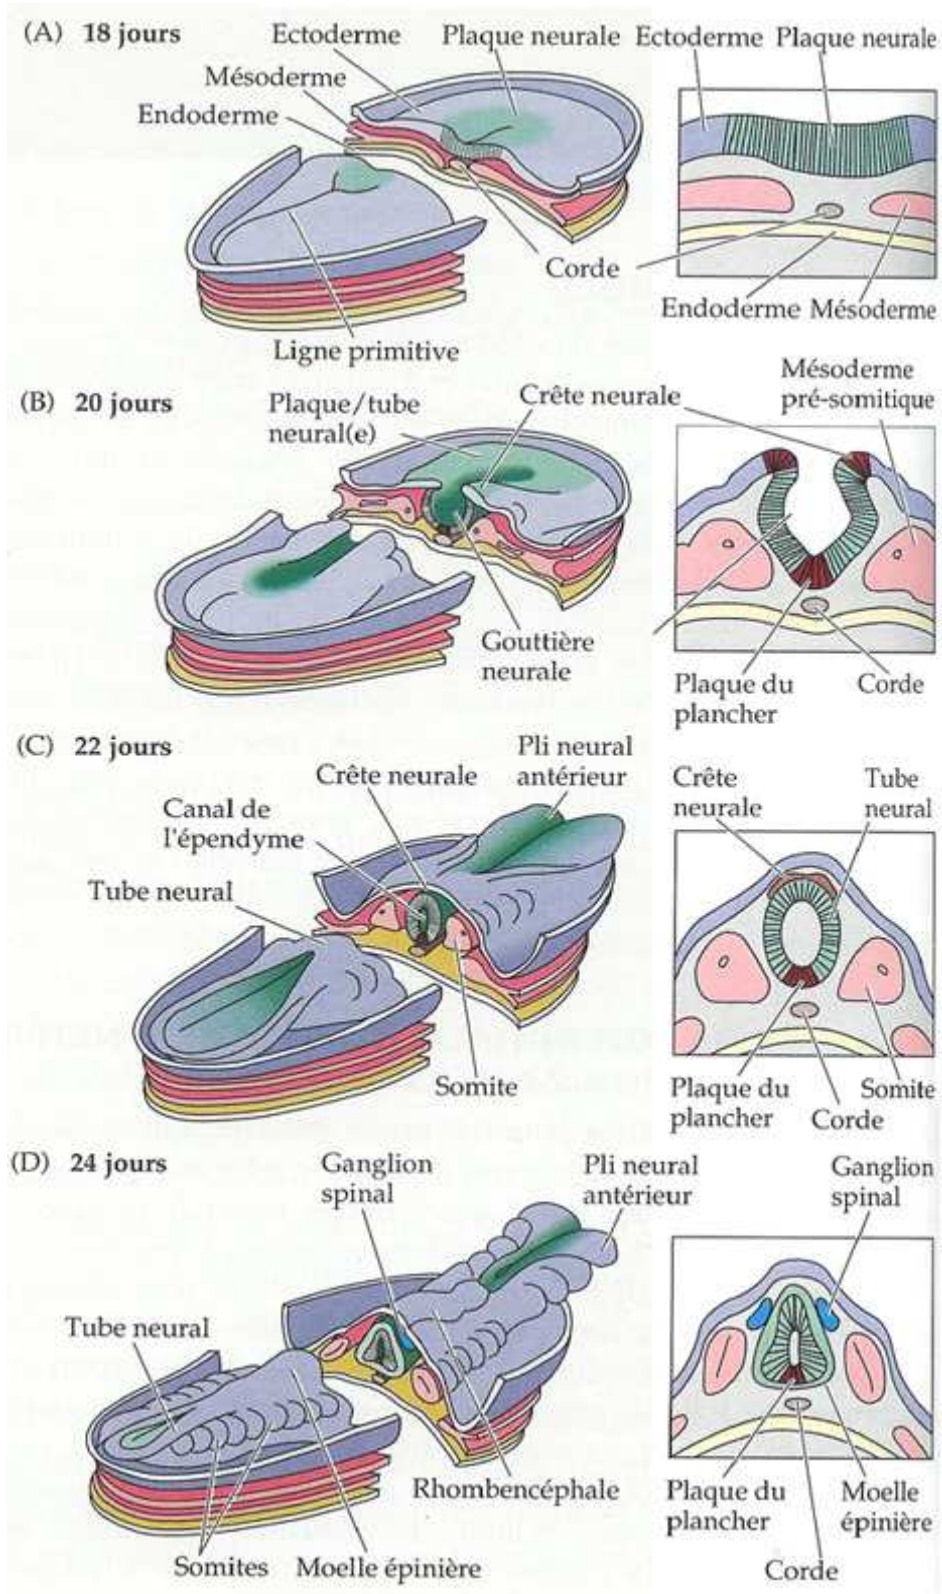 (A) 18 jours
Ectoderme
Plaque neurale
Ectoderme
Plaque neurale
Mésoderme
Endoderme
Corde
Endoderme
Mésoderme
Ligne primitive
(B) 20 jours
Plaque/tube
neural(e)
Crête neurale
Mésoderme
pré-somitique
Gouttière
neurale
Plaque du
plancher
Corde
(C) 22 jours
Crête neurale
Pli neural
antérieur
Crête
neurale
Tube
neural
Canal de
l'épendyme
Tube neural
Somite
Plaque du
plancher
Corde
Somite
(D) 24 jours
Ganglion
spinal
Pli neural
antérieur
Ganglion
spinal
Tube neural
Rhombencéphale
Plaque du
plancher
Moelle
épinière
Somites
Moelle épinière
Corde